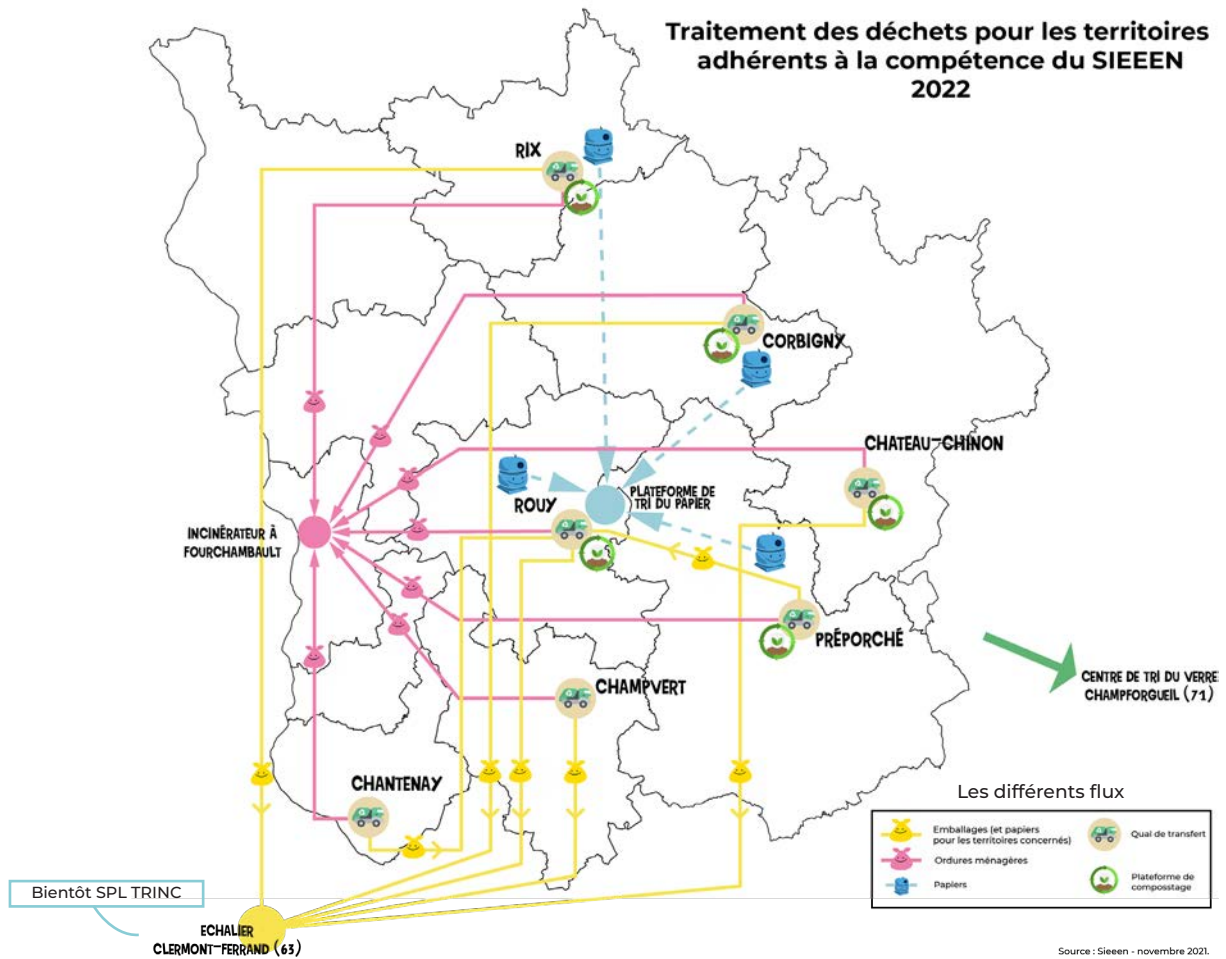 Traitement des déchets pour les territoires
adhérents à la compétence du SIEEEN
2022
RIX
CORBIGNY
CHATEAU-CHINON
ROUY
PLATEFORME DE
TRI DU PAPIER
INCINÉRATEUR À
FOURCHAMBAULT
PRÉPORCHÉ
CHAMPVERT
CENTRE DE TRI DU VERRE
CHAMPFORGUEIL (71)
CHANTENAY
Les différents flux
Emballages (et papiers
pour les territoires concernés)
Quai de transfert
Ordures ménagères
Papiers
Plateforme de
composstage
Bientôt SPL TRINC
ECHALIER
CLERMONT-FERRAND (63)
Source : Sieeen - novembre 2021.